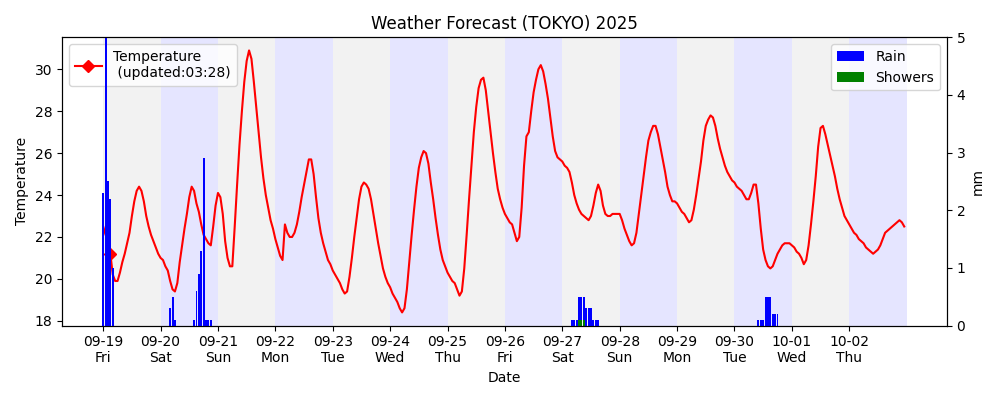 Weather Forecast (TOKYO) 2025
Temperature
(updated:03:28)
Rain
Showers
Temperature
30
28
26
24
22
20
18
5
4
3
2
1
0
mm
09-19 09-20 09-21 09-22 09-23 09-24 09-25 09-26 09-27 09-28 09-29 09-30 10-01 10-02
Fri Sat Sun Mon Tue Wed Thu Fri Sat Sun Mon Tue Wed Thu
Date